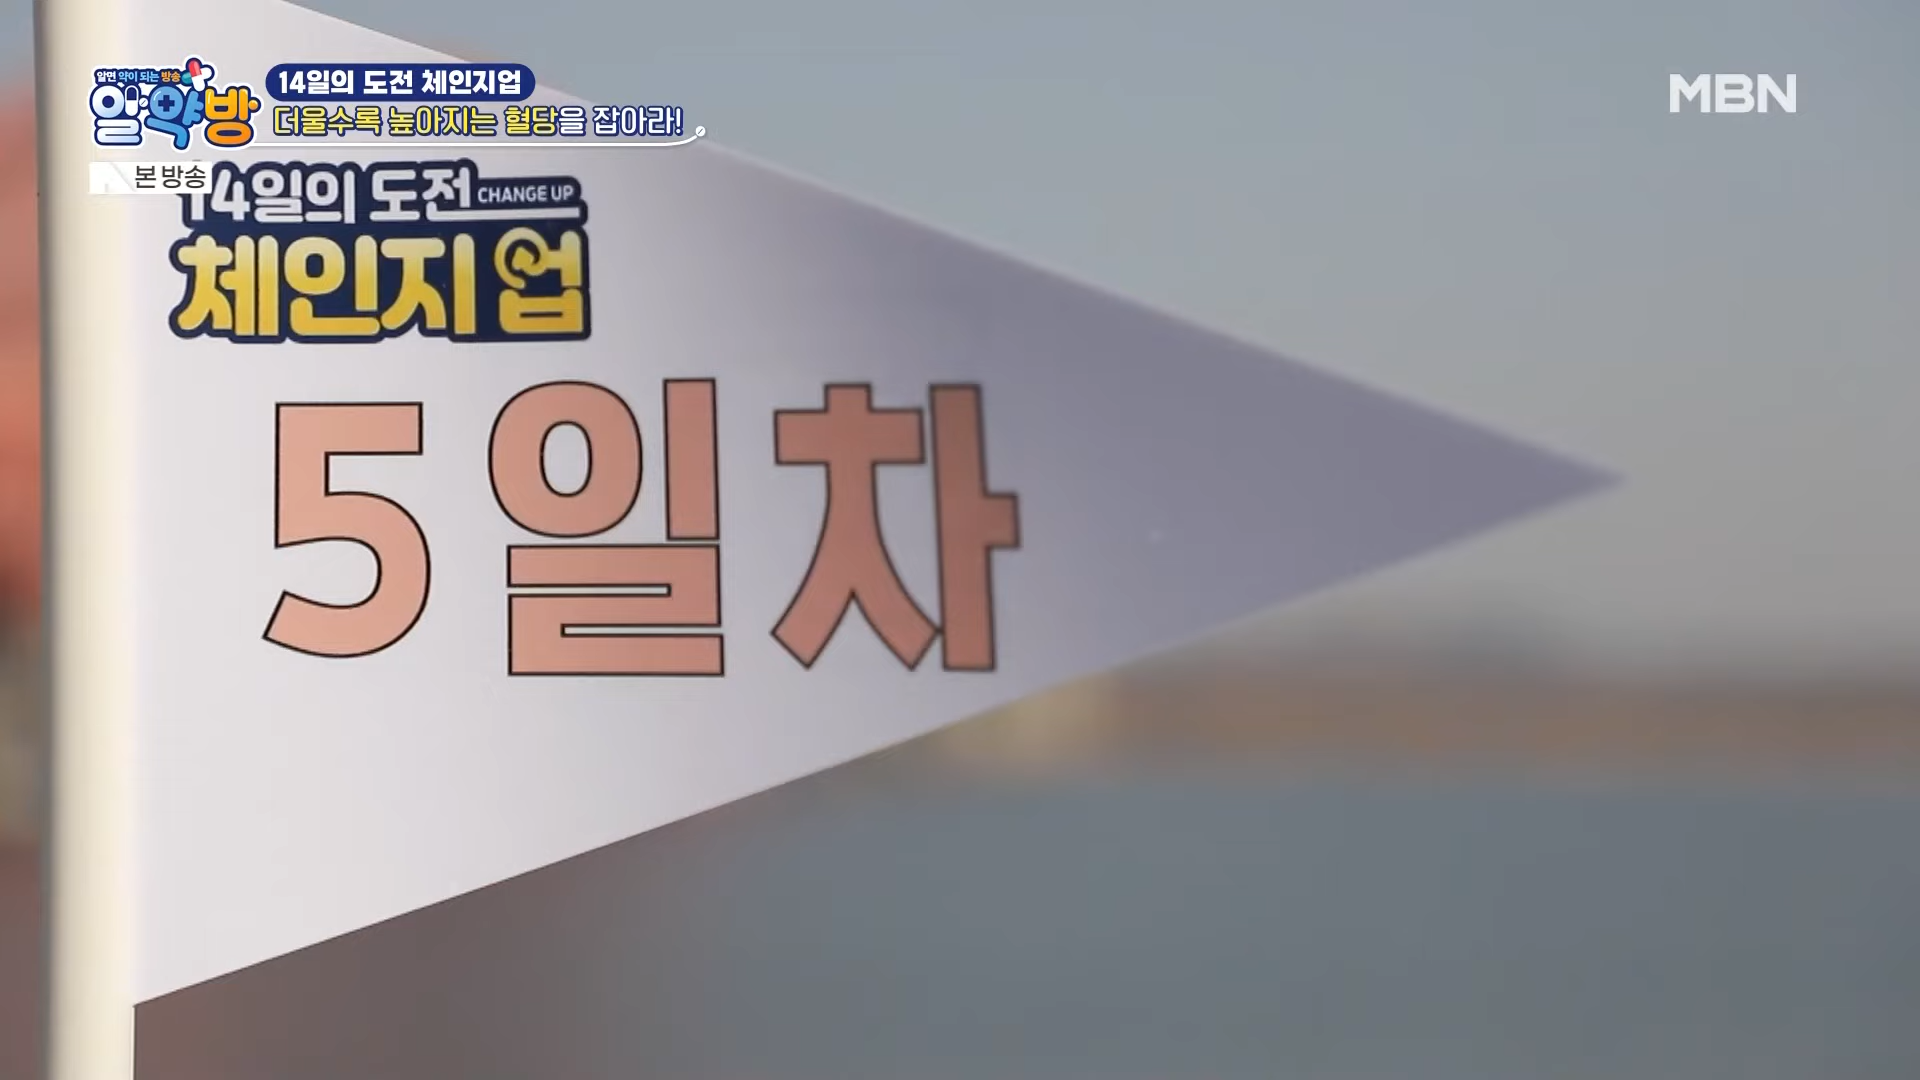 알면 약이 되는 방송
알약방
14일의 도전 체인지업
더울수록 높아지는 혈당을 잡아라!
MBN
본 방송
14일의 도전 CHANGE UP
체인지 업
5일차